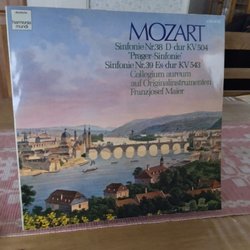 harmonia
mundi
MOZART
Sinfonie Nr.38 D-dur KV 504
"Prager-Sinfonie"
Sinfonie Nr.39 Es-dur KV 543
Collegium aureum
auf Originalinstrumenten
Franzjosef Maier